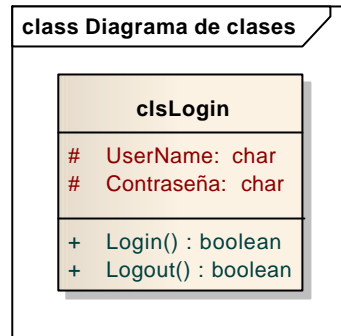 class Diagrama de clases
clsLogin
# UserName: char
# Contraseña: char
+ Login() : boolean
+ Logout() : boolean